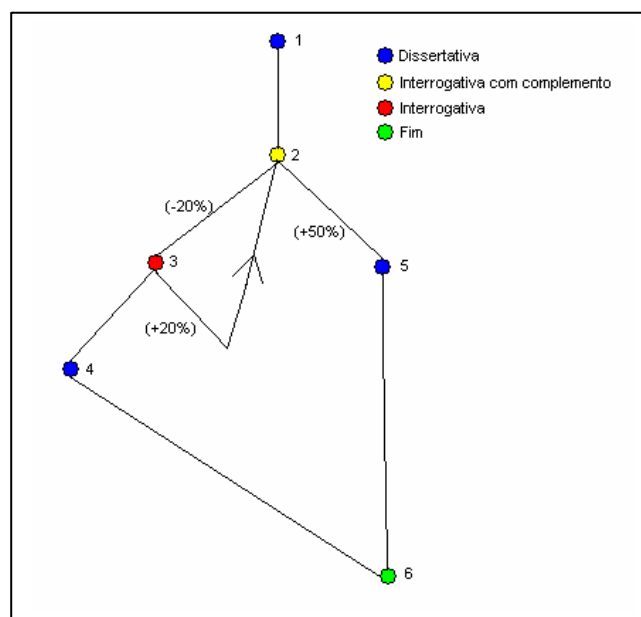 1
Dissertativa
Interrogativa com complemento
Interrogativa
Fim
2
(-20%)
(+50%)
3
5
(+20%)
4
6